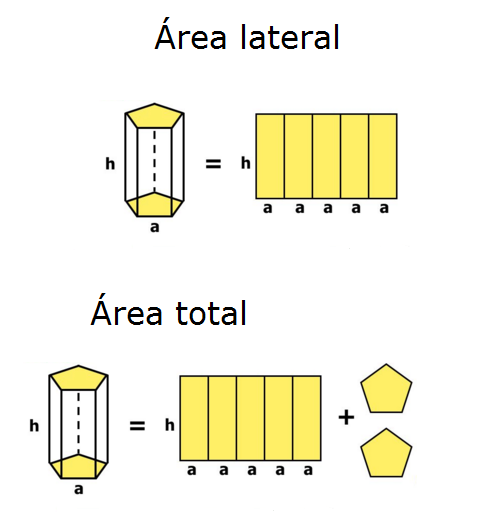 Área lateral
h = h
a a a a a
a
Área total
h = h +
a a a a a
a